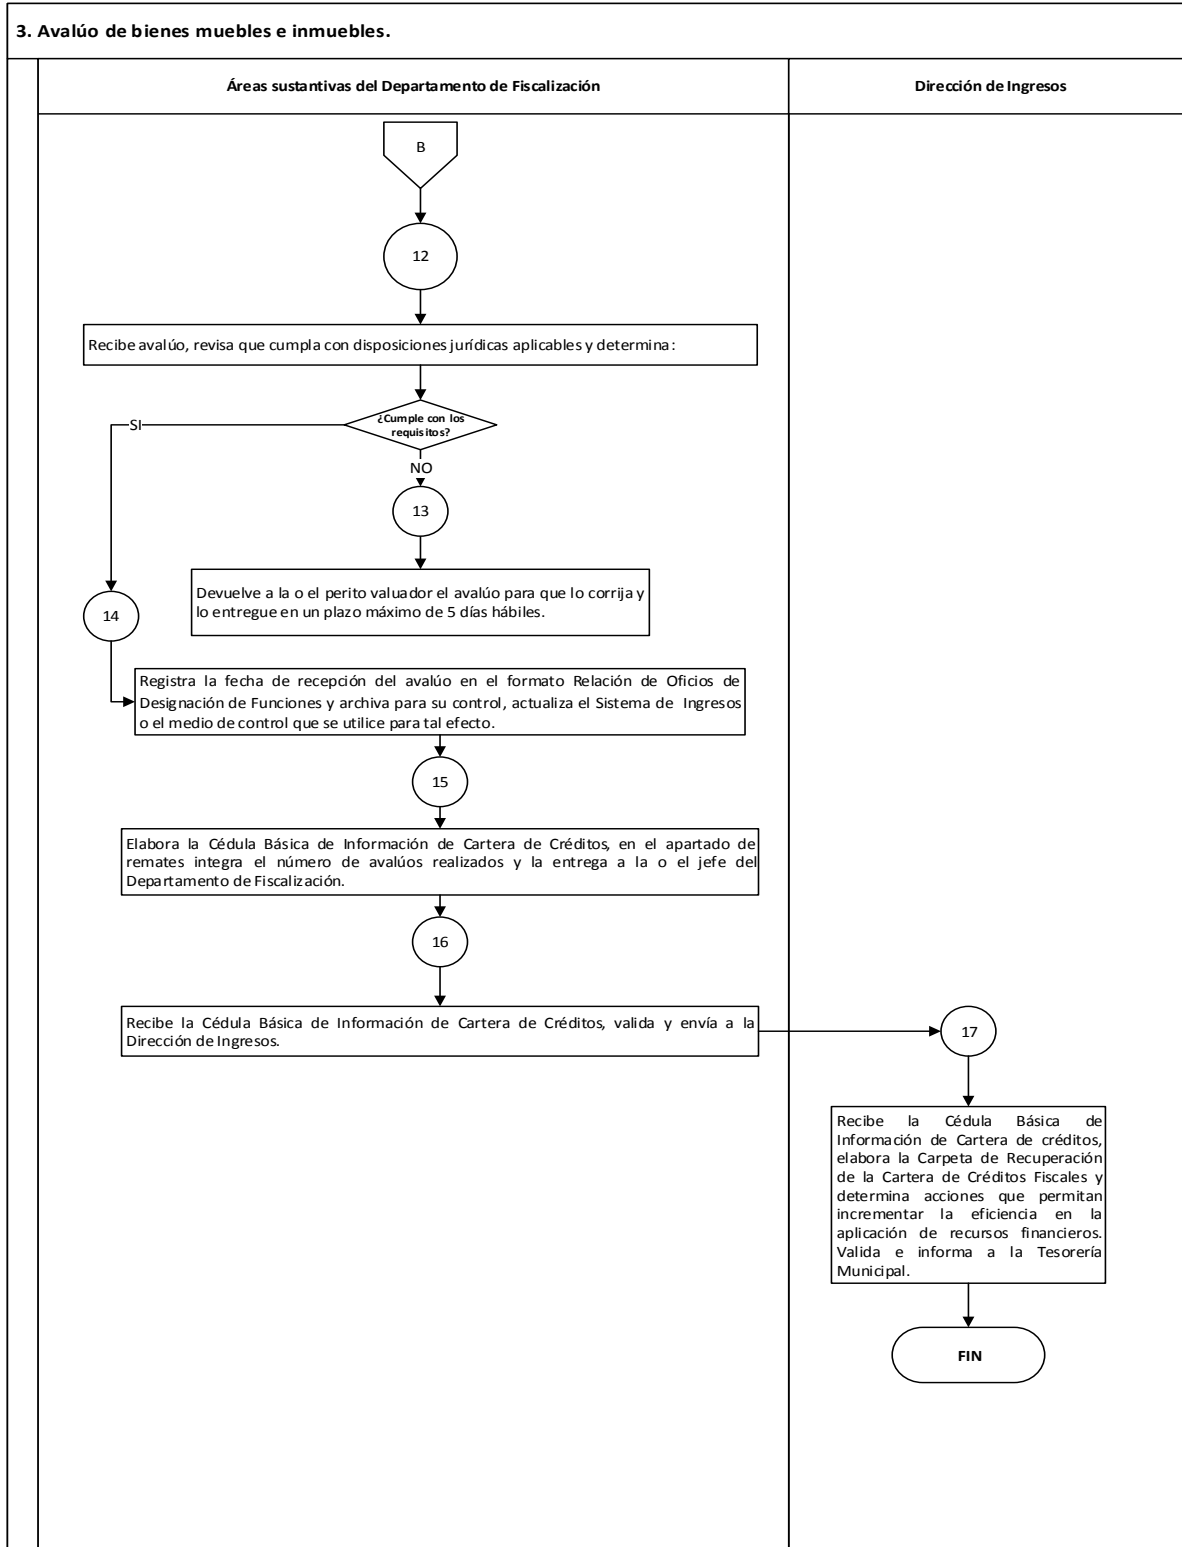 3. Avalúo de bienes muebles e inmuebles.
Áreas sustantivas del Departamento de Fiscalización
Dirección de Ingresos
B
12
Recibe avalúo, revisa que cumpla con disposiciones jurídicas aplicables y determina:
¿Cumple con los
requisitos?
SI
NO
13
Devuelve a la o el perito valuador el avalúo para que lo corrija y
lo entregue en un plazo máximo de 5 días hábiles.
14
Registra la fecha de recepción del avalúo en el formato Relación de Oficios de
Designación de Funciones y archiva para su control, actualiza el Sistema de Ingresos
o el medio de control que se utilice para tal efecto.
15
Elabora la Cédula Básica de Información de Cartera de Créditos, en el apartado de
remates integra el número de avalúos realizados y la entrega a la o el jefe del
Departamento de Fiscalización.
16
Recibe la Cédula Básica de Información de Cartera de Créditos, valida y envía a la
Dirección de Ingresos.
17
Recibe la Cédula Básica de
Información de Cartera de créditos,
elabora la Carpeta de Recuperación
de la Cartera de Créditos Fiscales y
determina acciones que permitan
incrementar la eficiencia en la
aplicación de recursos financieros.
Valida e informa a la Tesorería
Municipal.
FIN